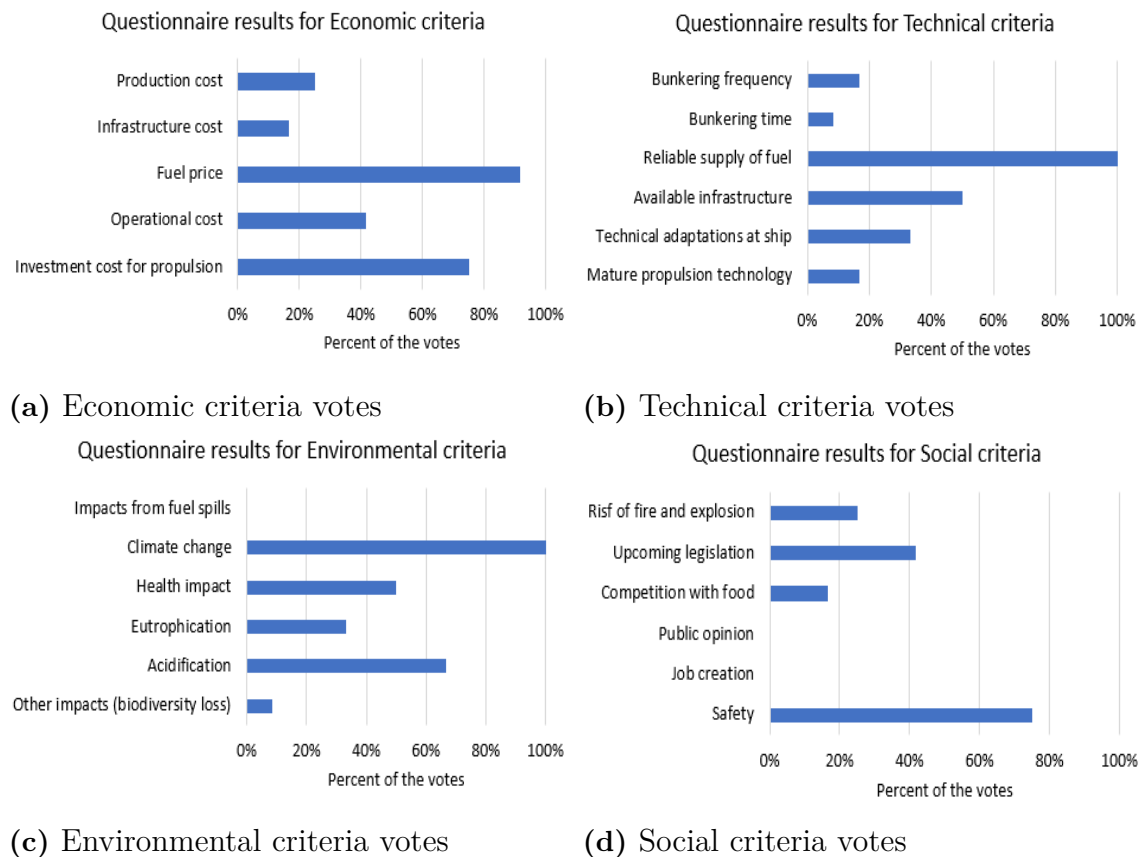 Questionnaire results for Economic criteria
Production cost
Infrastructure cost
Fuel price
Operational cost
Investment cost for propulsion
0% 20% 40% 60% 80% 100%
Percent of the votes
(a) Economic criteria votes
Questionnaire results for Technical criteria
Bunkering frequency
Bunkering time
Reliable supply of fuel
Available infrastructure
Technical adaptations at ship
Mature propulsion technology
0% 20% 40% 60% 80% 100%
Percent of the votes
(b) Technical criteria votes
Questionnaire results for Environmental criteria
Impacts from fuel spills
Climate change
Health impact
Eutrophication
Acidification
Other impacts (biodiversity loss)
0% 20% 40% 60% 80% 100%
Percent of the votes
(c) Environmental criteria votes
Questionnaire results for Social criteria
Risf of fire and explosion
Upcoming legislation
Competition with food
Public opinion
Job creation
Safety
0% 20% 40% 60% 80% 100%
Percent of the votes
(d) Social criteria votes